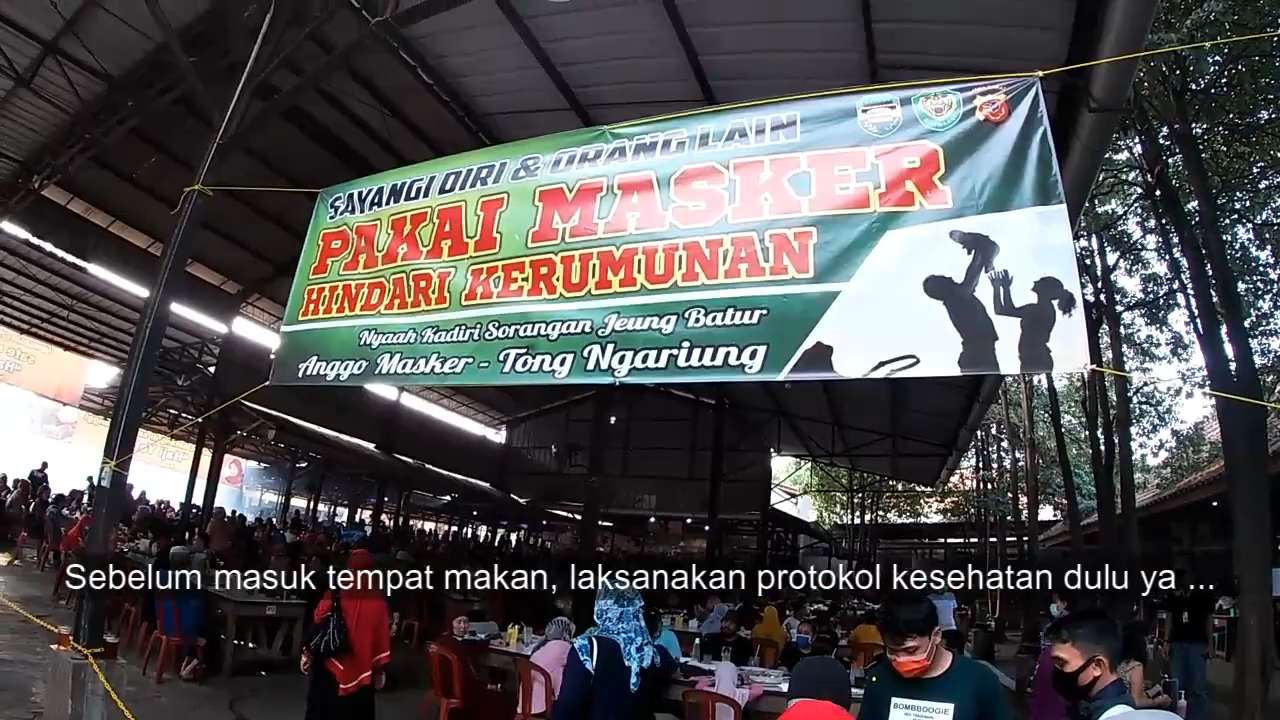 SAYANGI DIRI & ORANG LAIN
PAKAI MASKER
HINDARI KERUMUNAN
Nyaah Kadiri Sorangan Jeung Batur
Anggo Masker - Tong Ngariung
Sebelum masuk tempat makan, laksanakan protokol kesehatan dulu ya ...
BOMBBOOGIE